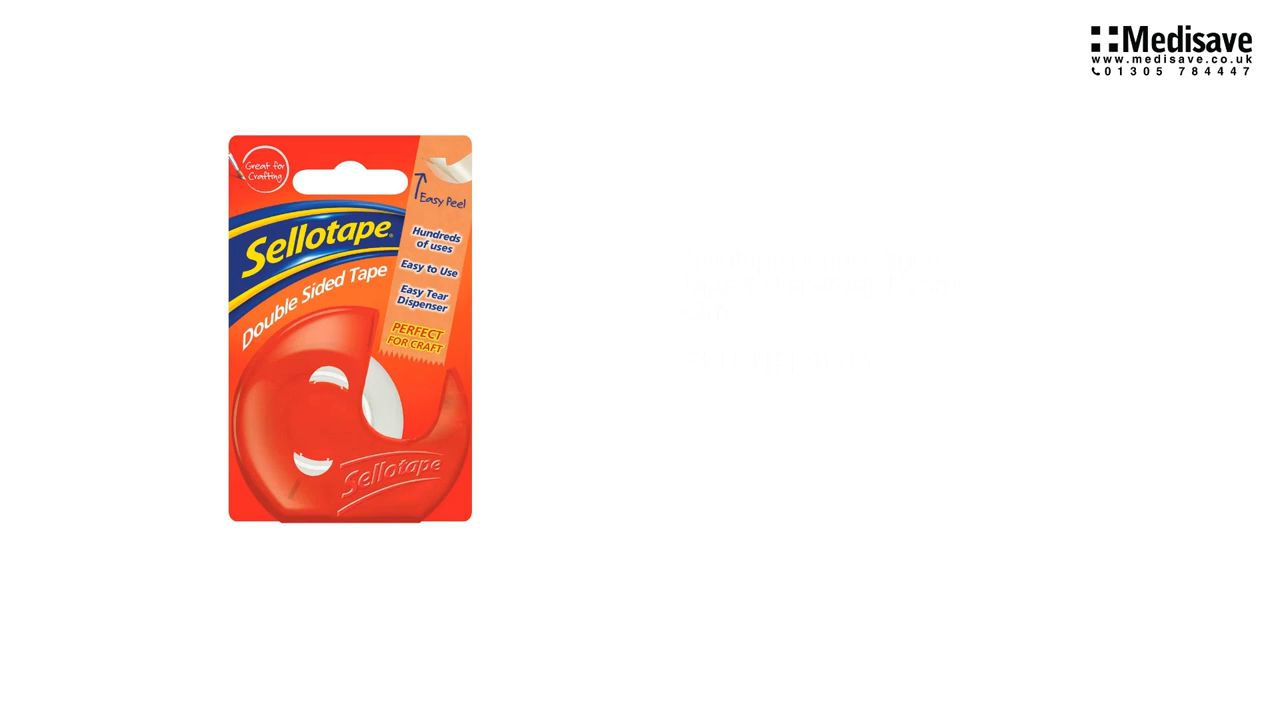 Medisave
www.medisave.co.uk
01305 784447
Great for
Crafting
Easy Peel
Sellotape
Double Sided Tape
Hundreds
of uses
Easy to Use
Easy Tear
Dispenser
PERFECT
FOR CRAFT
Sellotape